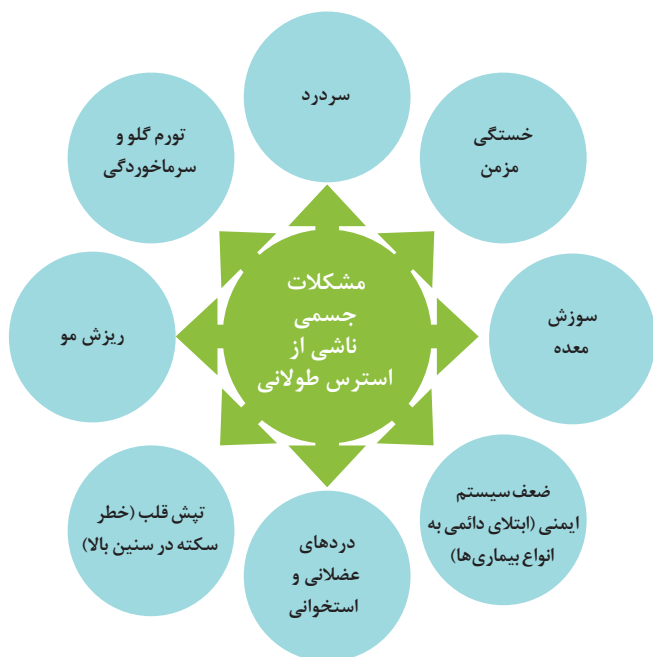 مشکلات
جسمی
ناشی از
استرس طولانی
سردرد
خستگی
مزمن
سوزش
معده
ضعف سیستم
ایمنی (ابتلای دائمی به
انواع بیماری‌ها)
دردهای
عضلانی و
استخوانی
تپش قلب (خطر
سکته در سنین بالا)
ریزش مو
تورم گلو و
سرماخوردگی